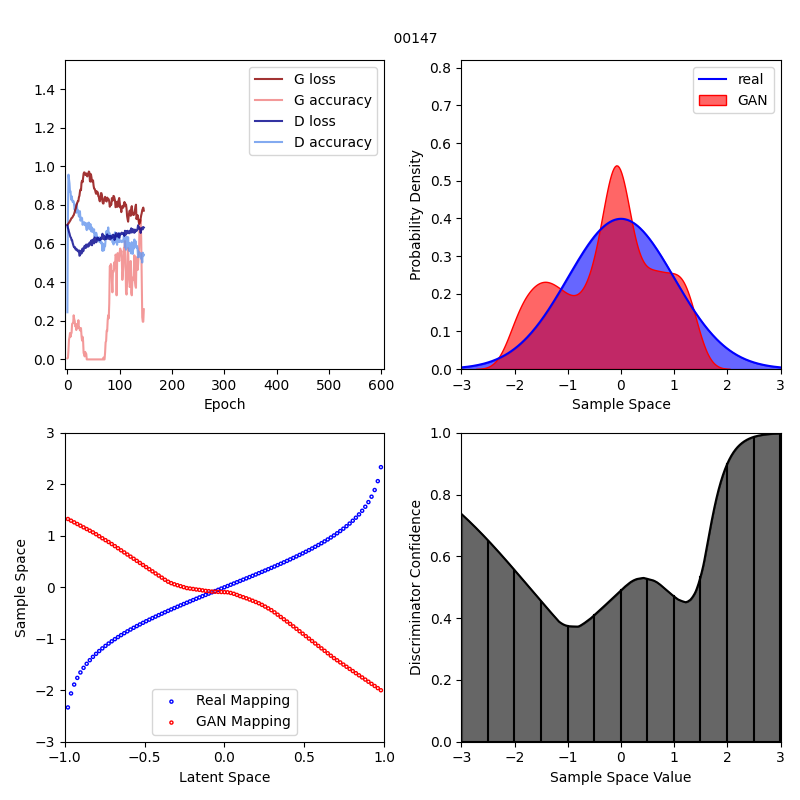 00147
1.4
1.2
1.0
0.8
0.6
0.4
0.2
0.0
0 100 200 300 400 500 600
Epoch
G loss
G accuracy
D loss
D accuracy
Probability Density
0.8
0.7
0.6
0.5
0.4
0.3
0.2
0.1
0.0
−3 −2 −1 0 1 2 3
Sample Space
real
GAN
Sample Space
3
2
1
0
−1
−2
−3
−1.0 −0.5 0.0 0.5 1.0
Latent Space
Real Mapping
GAN Mapping
Discriminator Confidence
1.0
0.8
0.6
0.4
0.2
0.0
−3 −2 −1 0 1 2 3
Sample Space Value